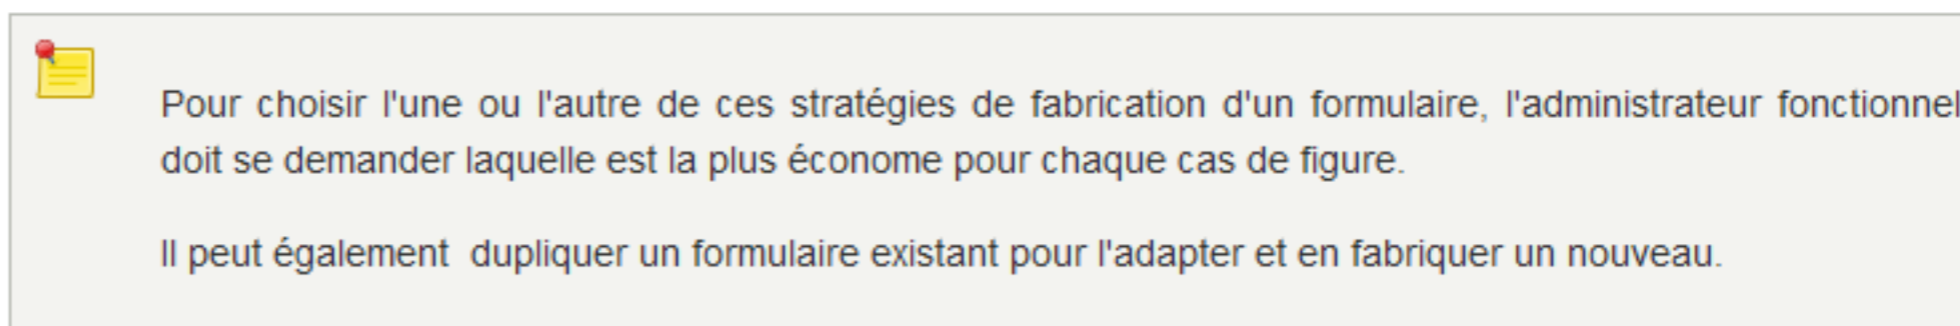 Pour choisir l'une ou l'autre de ces stratégies de fabrication d'un formulaire, l'administrateur fonctionnel
doit se demander laquelle est la plus économe pour chaque cas de figure.
Il peut également  dupliquer un formulaire existant pour l'adapter et en fabriquer un nouveau.